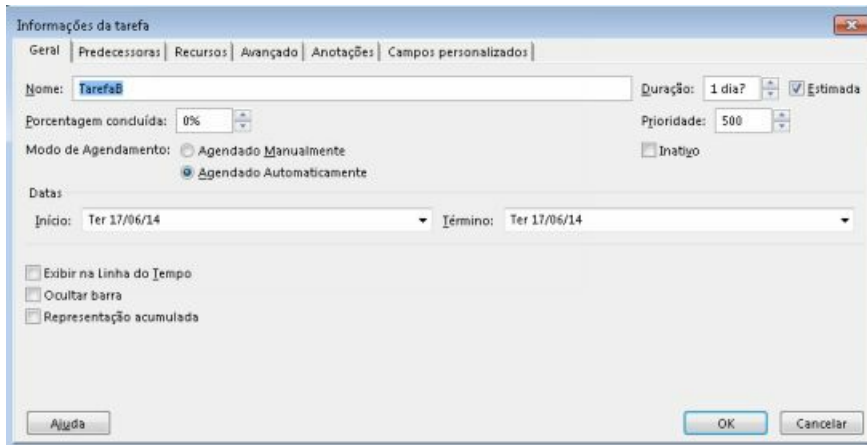 Informações da tarefa
Geral Predecessoras Recursos Avançado Anotações Campos personalizados
Nome: TarefaB Duração: 1 dia? Estimada
Porcentagem concluída: 0% Prioridade: 500
Modo de Agendamento: Agendado Manualmente Inativo
Agendado Automaticamente
Datas
Início: Ter 17/06/14 Término: Ter 17/06/14
Exibir na Linha do Tempo
Ocultar barra
Representação acumulada
Ajuda OK Cancelar